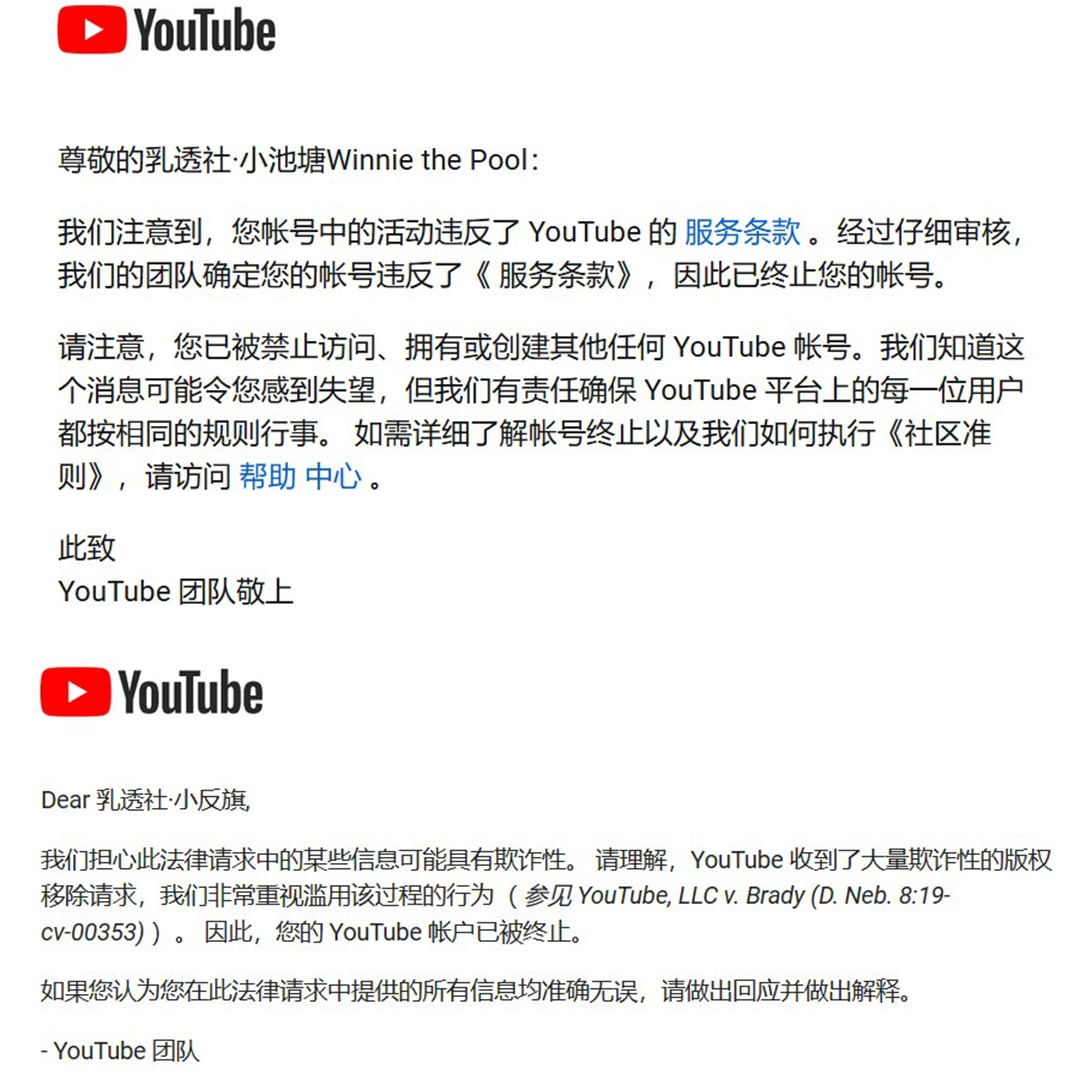 YouTube
尊敬的乳透社·小池塘Winnie the Pool：
我们注意到，您帐号中的活动违反了 YouTube 的 服务条款 。经过仔细审核，
我们的团队确定您的帐号违反了《 服务条款》，因此已终止您的帐号。
请注意，您已被禁止访问、拥有或创建其他任何 YouTube 帐号。我们知道这
个消息可能令您感到失望，但我们有责任确保 YouTube 平台上的每一位用户
都按相同的规则行事。 如需详细了解帐号终止以及我们如何执行《社区准
则》，请访问 帮助 中心 。
此致
YouTube 团队敬上
YouTube
Dear 乳透社·小反旗,
我们担心此法律请求中的某些信息可能具有欺诈性。 请理解，YouTube 收到了大量欺诈性的版权
移除请求，我们非常重视滥用该过程的行为（ 参见 YouTube, LLC v. Brady (D. Neb. 8:19-
cv-00353) ）。 因此，您的 YouTube 帐户已被终止。
如果您认为您在此法律请求中提供的所有信息均准确无误，请做出回应并做出解释。
- YouTube 团队